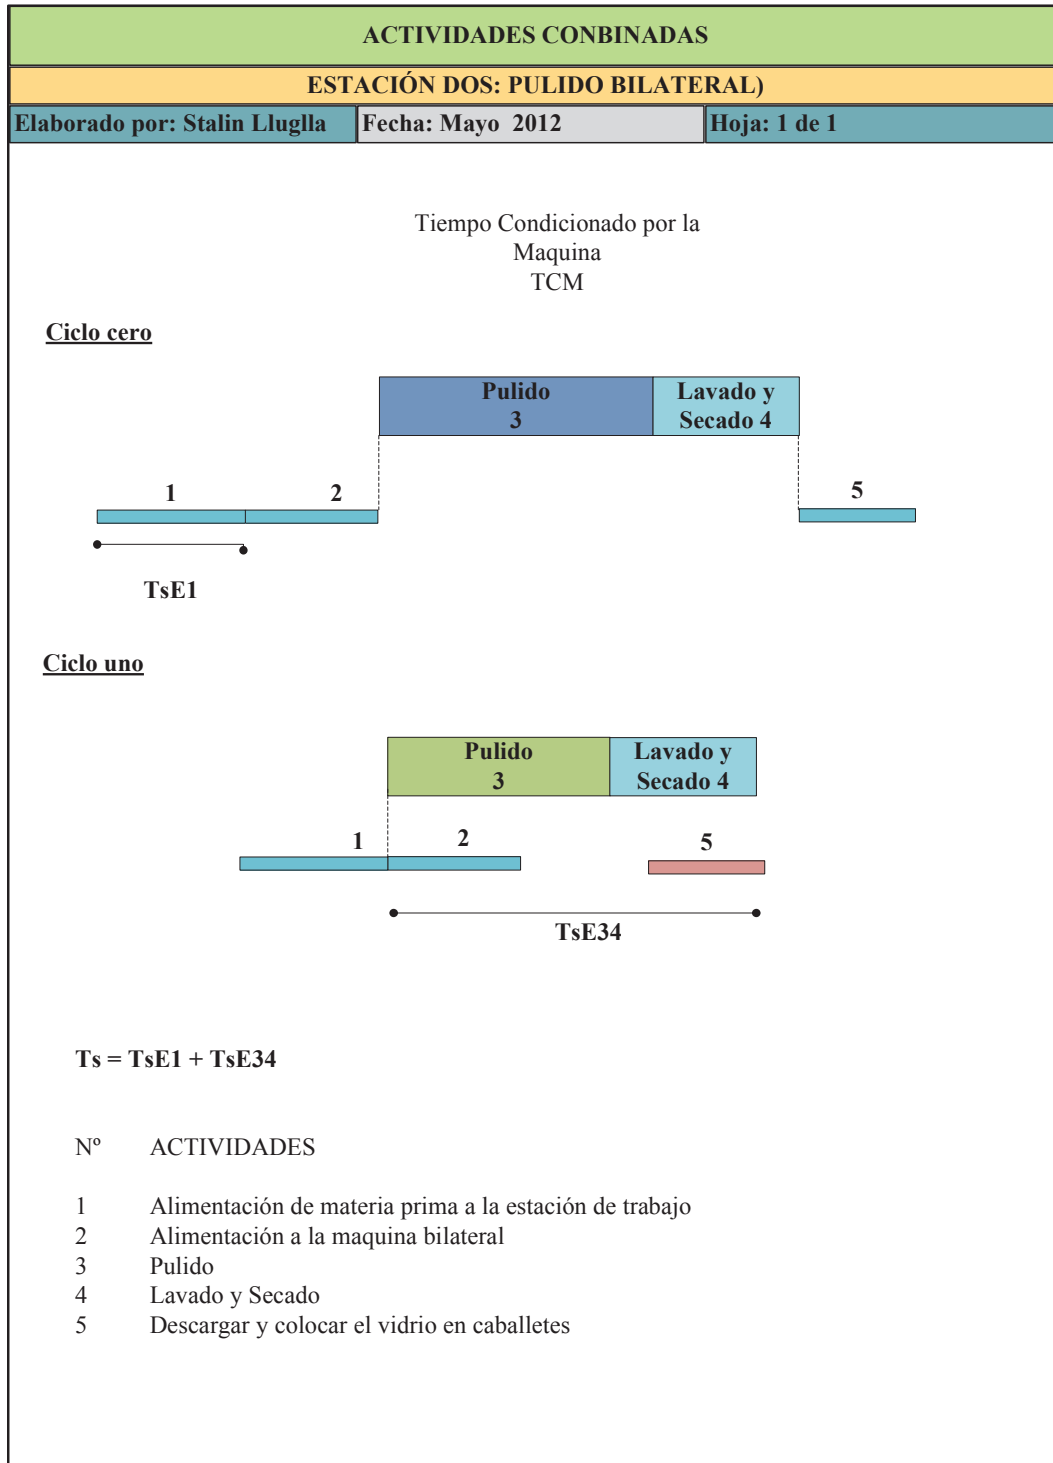 ACTIVIDADES CONBINADAS
ESTACIÓN DOS: PULIDO BILATERAL)
Elaborado por: Stalin Lluglla Fecha: Mayo 2012 Hoja: 1 de 1
Tiempo Condicionado por la
Maquina
TCM
Ciclo cero
Pulido
3
Lavado y
Secado 4
1
2
5
TsE1
Ciclo uno
Pulido
3
Lavado y
Secado 4
1
2
5
TsE34
Ts = TsE1 + TsE34
Nº ACTIVIDADES
1 Alimentación de materia prima a la estación de trabajo
2 Alimentación a la maquina bilateral
3 Pulido
4 Lavado y Secado
5 Descargar y colocar el vidrio en caballetes